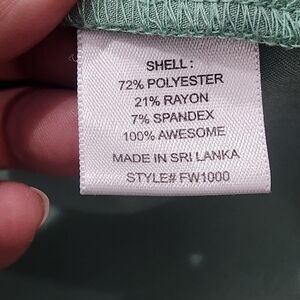 SHELL:
72% POLYESTER
21% RAYON
7% SPANDEX
100% AWESOME
MADE IN SRI LANKA
STYLE# FW1000